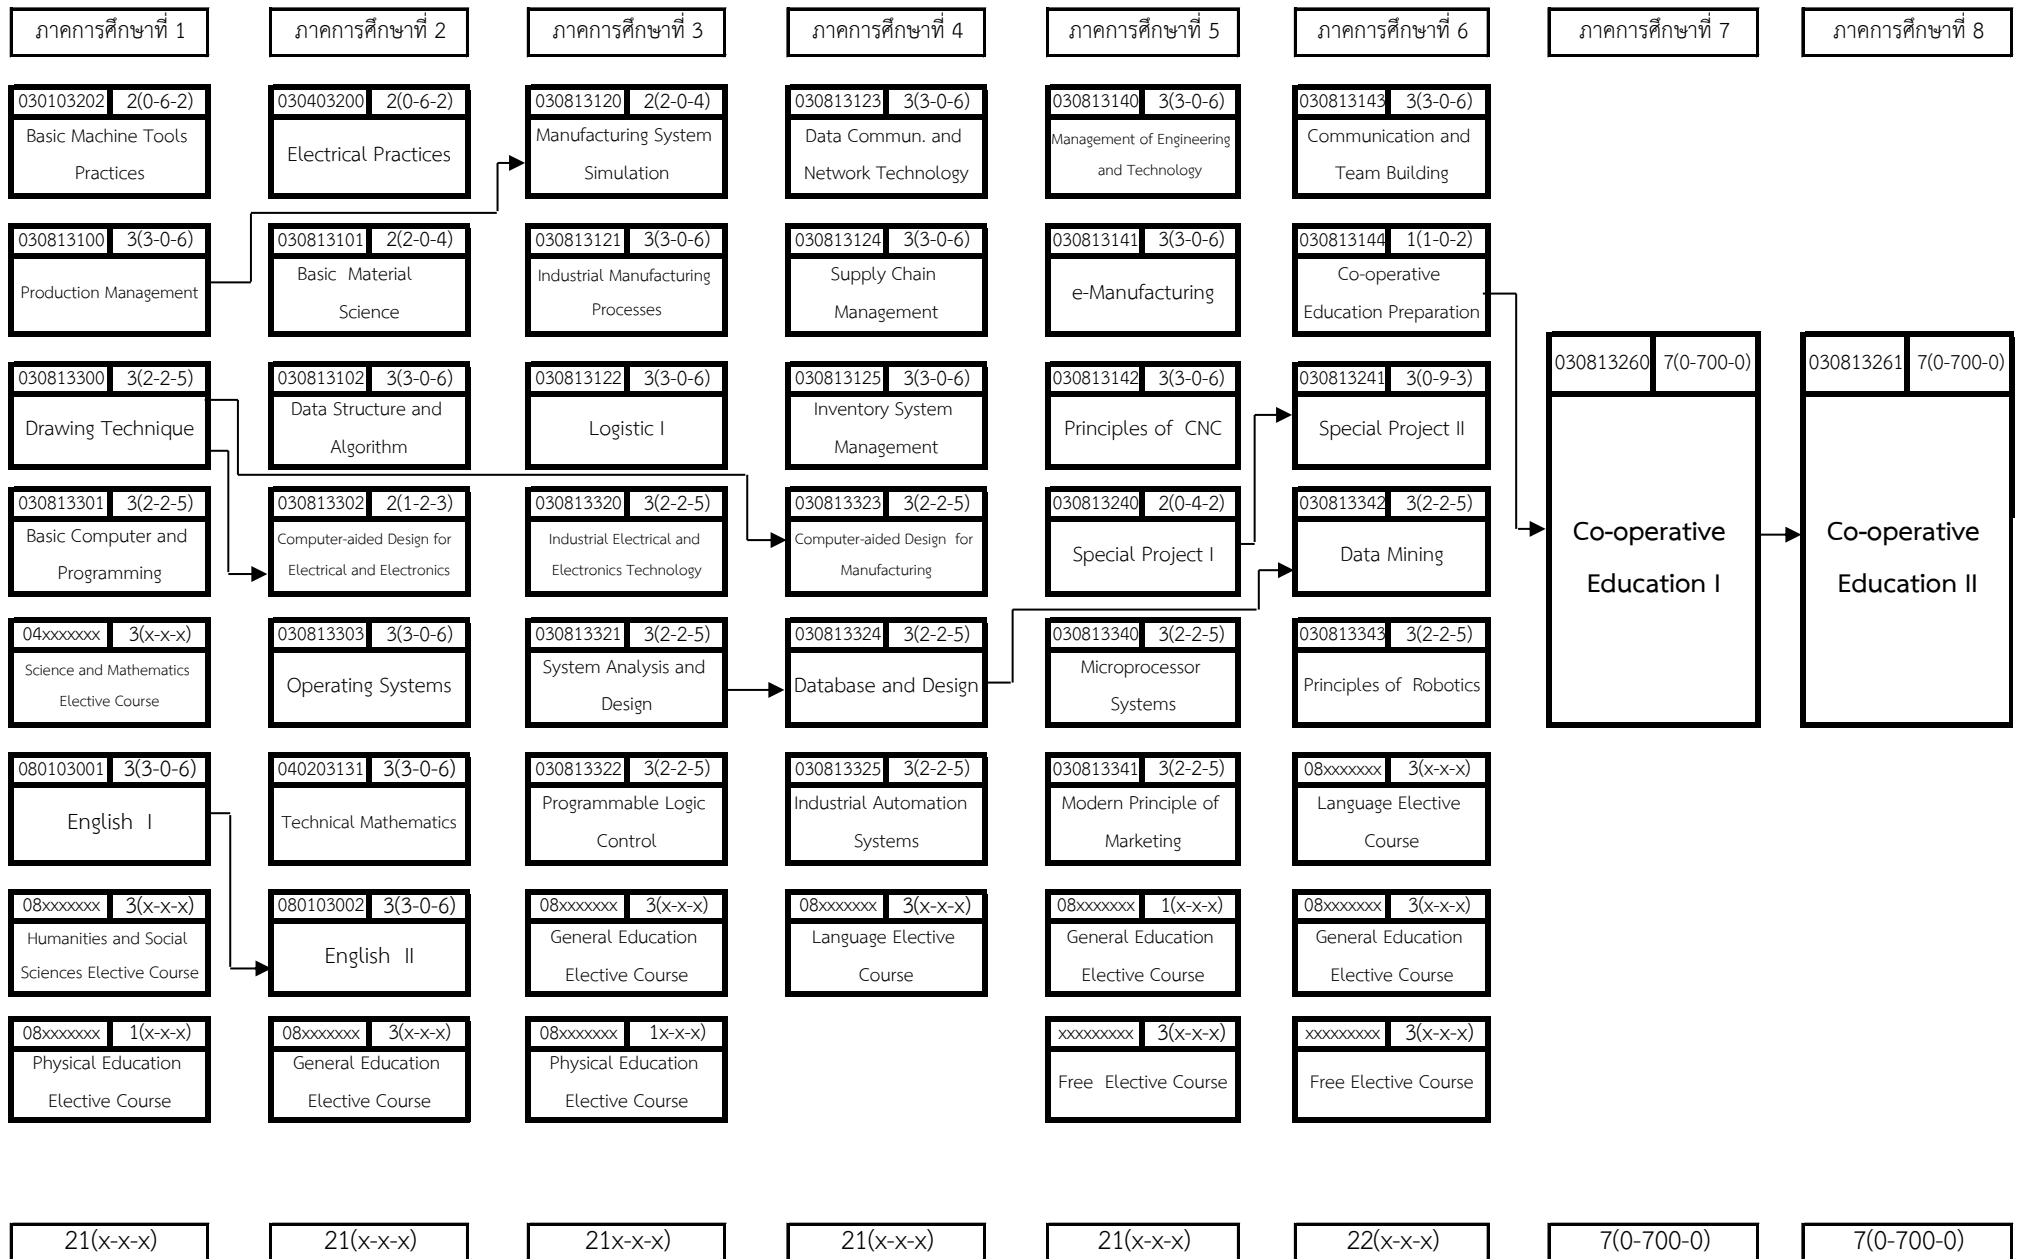 ภาคการศึกษาที่ 1
ภาคการศึกษาที่ 2
ภาคการศึกษาที่ 3
ภาคการศึกษาที่ 4
ภาคการศึกษาที่ 5
ภาคการศึกษาที่ 6
ภาคการศึกษาที่ 7
ภาคการศึกษาที่ 8
030103202 2(0-6-2)
Basic Machine Tools
Practices
030403200 2(0-6-2)
Electrical Practices
030813120 2(2-0-4)
Manufacturing System
Simulation
030813123 3(3-0-6)
Data Commun. and
Network Technology
030813140 3(3-0-6)
Management of Engineering
and Technology
030813143 3(3-0-6)
Communication and
Team Building
030813100 3(3-0-6)
Production Management
030813101 2(2-0-4)
Basic Material
Science
030813121 3(3-0-6)
Industrial Manufacturing
Processes
030813124 3(3-0-6)
Supply Chain
Management
030813141 3(3-0-6)
e-Manufacturing
030813144 1(1-0-2)
Co-operative
Education Preparation
030813300 3(2-2-5)
Drawing Technique
030813102 3(3-0-6)
Data Structure and
Algorithm
030813122 3(3-0-6)
Logistic I
030813125 3(3-0-6)
Inventory System
Management
030813142 3(3-0-6)
Principles of CNC
030813241 3(0-9-3)
Special Project II
030813260 7(0-700-0)
Co-operative
Education I
030813261 7(0-700-0)
Co-operative
Education II
030813301 3(2-2-5)
Basic Computer and
Programming
030813302 2(1-2-3)
Computer-aided Design for
Electrical and Electronics
030813320 3(2-2-5)
Industrial Electrical and
Electronics Technology
030813323 3(2-2-5)
Computer-aided Design for
Manufacturing
030813240 2(0-4-2)
Special Project I
030813342 3(2-2-5)
Data Mining
04xxxxxxx 3(x-x-x)
Science and Mathematics
Elective Course
030813303 3(3-0-6)
Operating Systems
030813321 3(2-2-5)
System Analysis and
Design
030813324 3(2-2-5)
Database and Design
030813340 3(2-2-5)
Microprocessor
Systems
030813343 3(2-2-5)
Principles of Robotics
080103001 3(3-0-6)
English I
040203131 3(3-0-6)
Technical Mathematics
030813322 3(2-2-5)
Programmable Logic
Control
030813325 3(2-2-5)
Industrial Automation
Systems
030813341 3(2-2-5)
Modern Principle of
Marketing
08xxxxxxx 3(x-x-x)
Language Elective
Course
08xxxxxxx 3(x-x-x)
Humanities and Social
Sciences Elective Course
080103002 3(3-0-6)
English II
08xxxxxxx 3(x-x-x)
General Education
Elective Course
08xxxxxxx 3(x-x-x)
Language Elective
Course
08xxxxxxx 1(x-x-x)
General Education
Elective Course
08xxxxxxx 3(x-x-x)
General Education
Elective Course
08xxxxxxx 1(x-x-x)
Physical Education
Elective Course
08xxxxxxx 3(x-x-x)
General Education
Elective Course
08xxxxxxx 1x-x-x)
Physical Education
Elective Course
xxxxxxxxx 3(x-x-x)
Free Elective Course
xxxxxxxxx 3(x-x-x)
Free Elective Course
21(x-x-x)
21(x-x-x)
21x-x-x)
21(x-x-x)
21(x-x-x)
22(x-x-x)
7(0-700-0)
7(0-700-0)